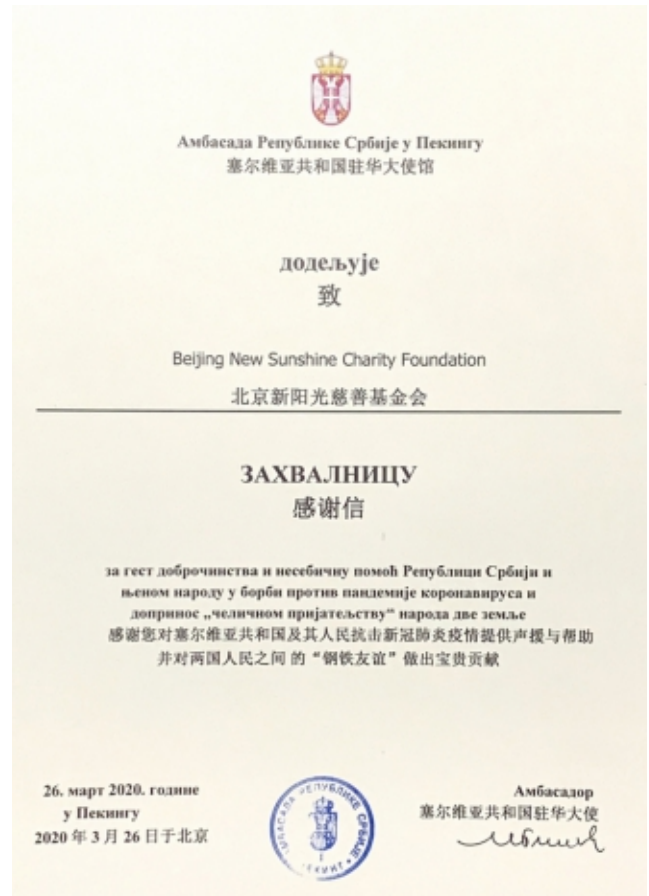 Амбасада Републике Србије у Пекингу
塞尔维亚共和国驻华大使馆
додељује
致
Beijing New Sunshine Charity Foundation
北京新阳光慈善基金会
ЗАХВАЛНИЦУ
感谢信
за гест доброчинства и несебичну помоћ Републици Србији и
њеном народу у борби против пандемије коронавируса и
допринос „челичном пријатељству“ народа две земље
感谢您对塞尔维亚共和国及其人民抗击新冠肺炎疫情提供声援与帮助
并对两国人民之间的“钢铁友谊”做出宝贵贡献
26. март 2020. године
у Пекингу
2020 年 3 月 26 日于北京
АМБАСАДА РЕПУБЛИКЕ СРБИЈЕ
ПЕКИНГ
Амбасадор
塞尔维亚共和国驻华大使